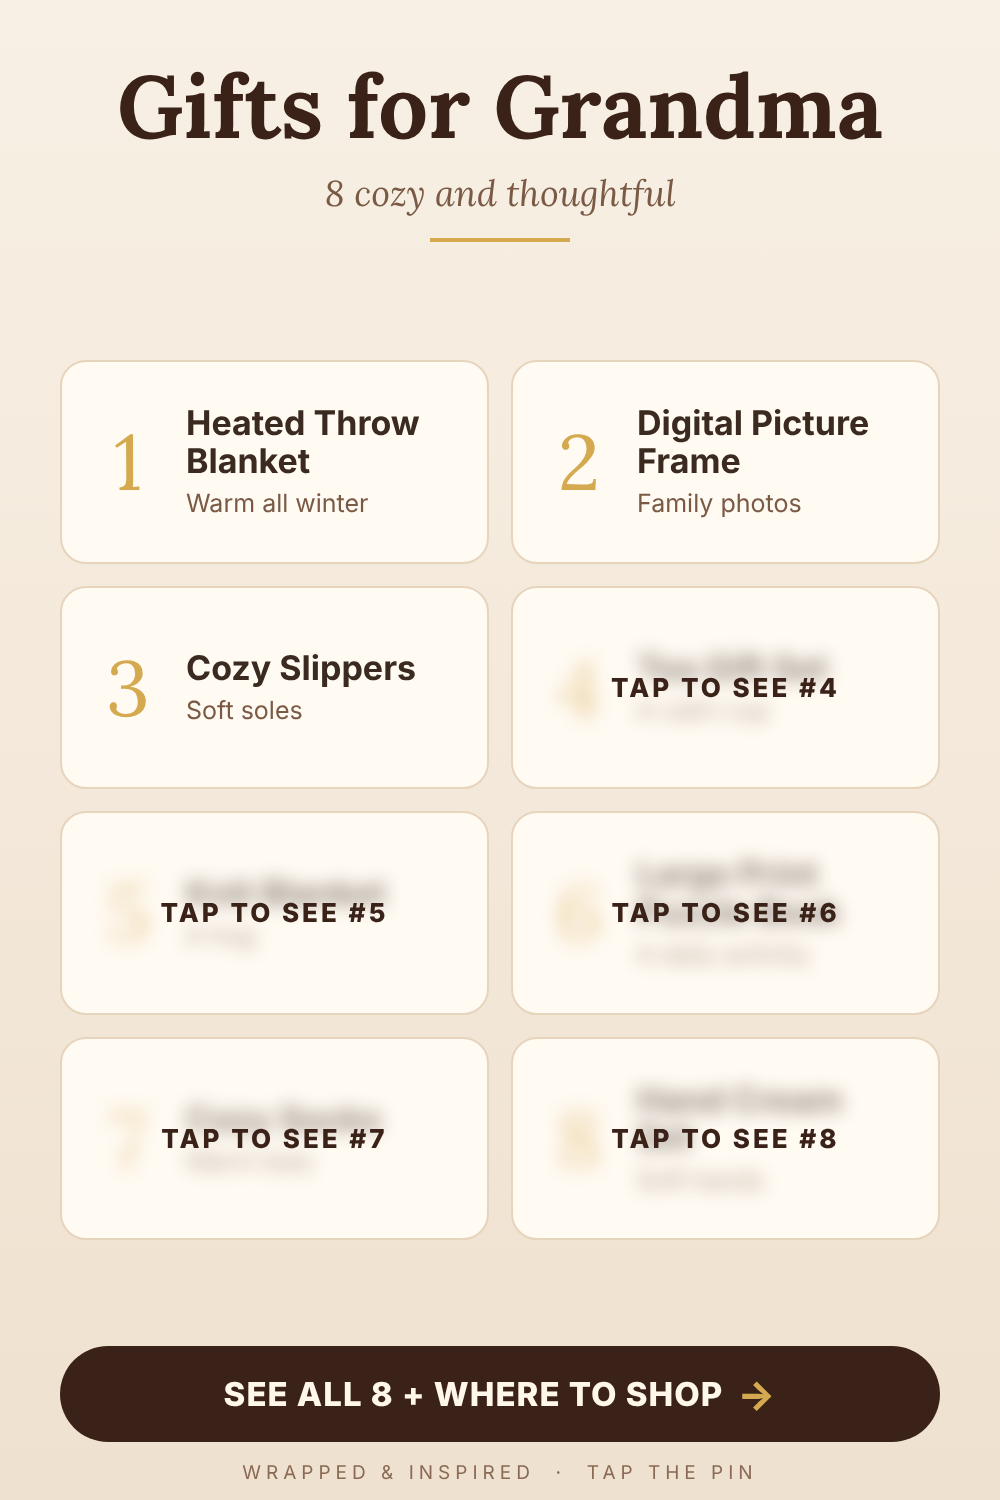 Gifts for Grandma
8 cozy and thoughtful
1
Heated Throw
Blanket
Warm all winter
2
Digital Picture
Frame
Family photos
3
Cozy Slippers
Soft soles
TAP TO SEE #4
TAP TO SEE #5
TAP TO SEE #6
TAP TO SEE #7
TAP TO SEE #8
SEE ALL 8 + WHERE TO SHOP →
WRAPPED & INSPIRED · TAP THE PIN